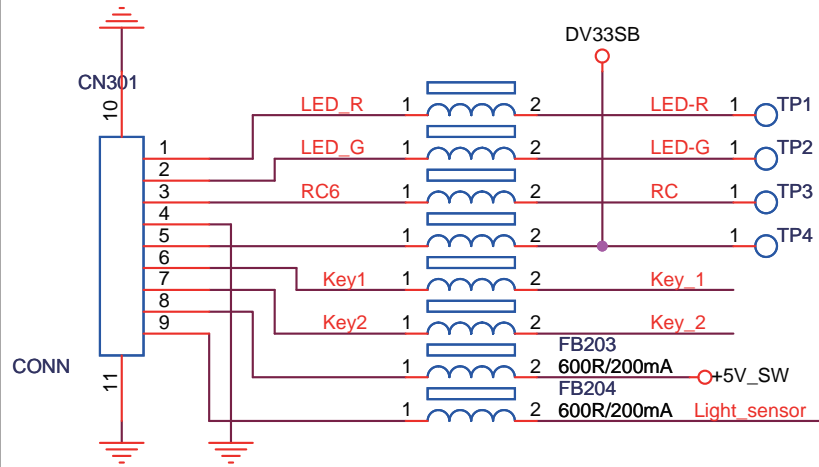 DV33SB
CN301
10
1 LED_R 1 2 LED-R 1 TP1
2 LED_G 1 2 LED-G 1 TP2
3 RC6 1 2 RC 1 TP3
4
5 1 2 1 TP4
6 Key1 1 2 Key_1
7 Key2 1 2 Key_2
8
9
FB203
1 2 600R/200mA +5V_SW
CONN
11
FB204
1 2 600R/200mA Light_sensor